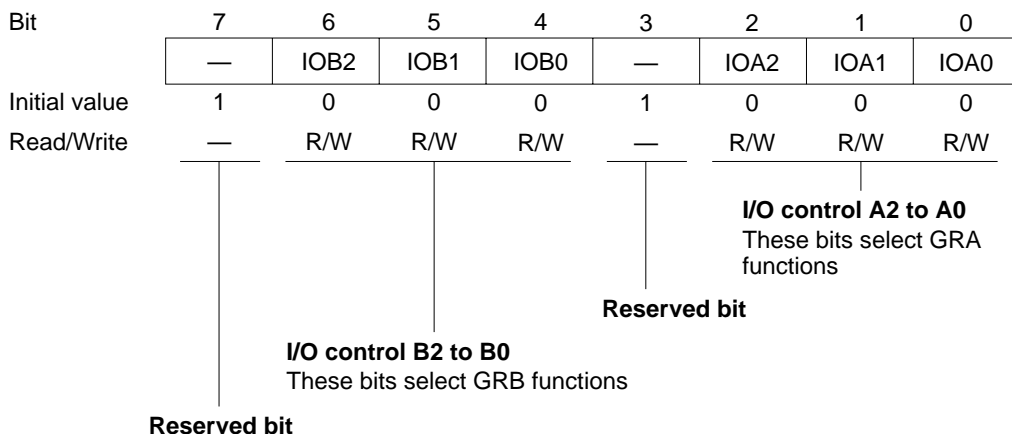 Bit 7 6 5 4 3 2 1 0
— IOB2 IOB1 IOB0 — IOA2 IOA1 IOA0
Initial value 1 0 0 0 1 0 0 0
Read/Write — R/W R/W R/W — R/W R/W R/W
I/O control A2 to A0
These bits select GRA
functions
Reserved bit
I/O control B2 to B0
These bits select GRB functions
Reserved bit